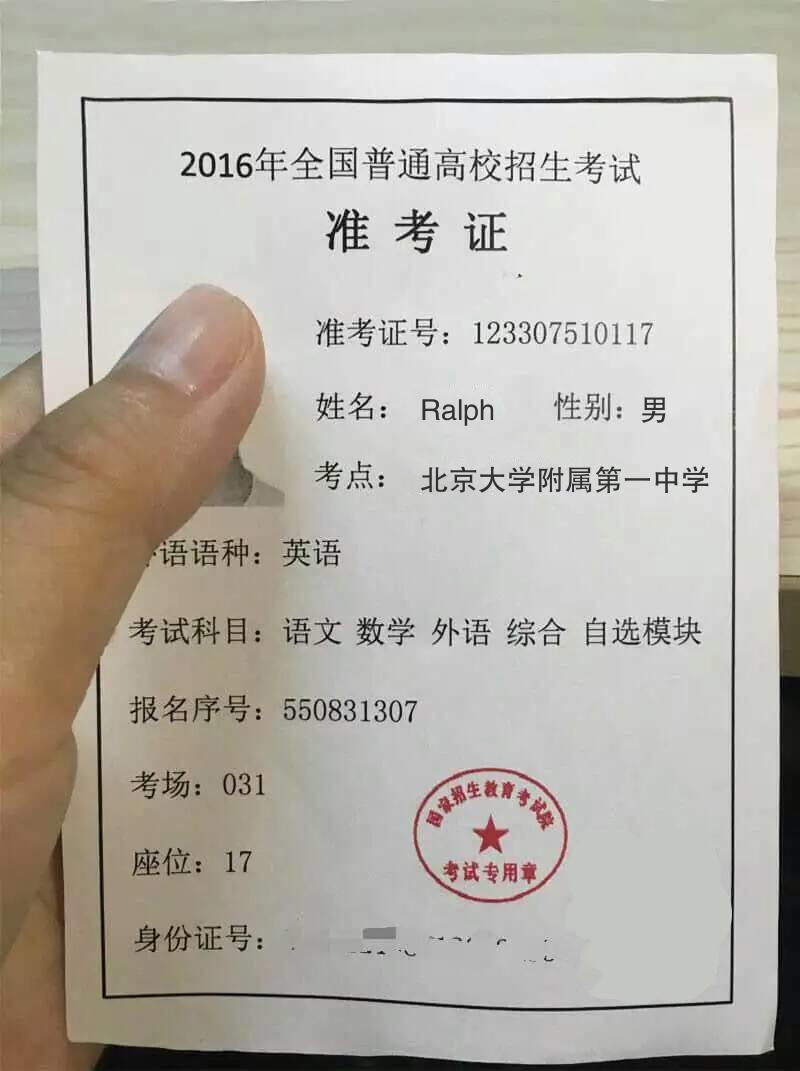 2016年全国普通高校招生考试
准考证
准考证号：123307510117
姓名： Ralph 性别：男
考点： 北京大学附属第一中学
语语种：英语
考试科目：语文 数学 外语 综合 自选模块
报名序号：550831307
考场：031
座位：17
国家招生教育考试院
考试专用章
身份证号：